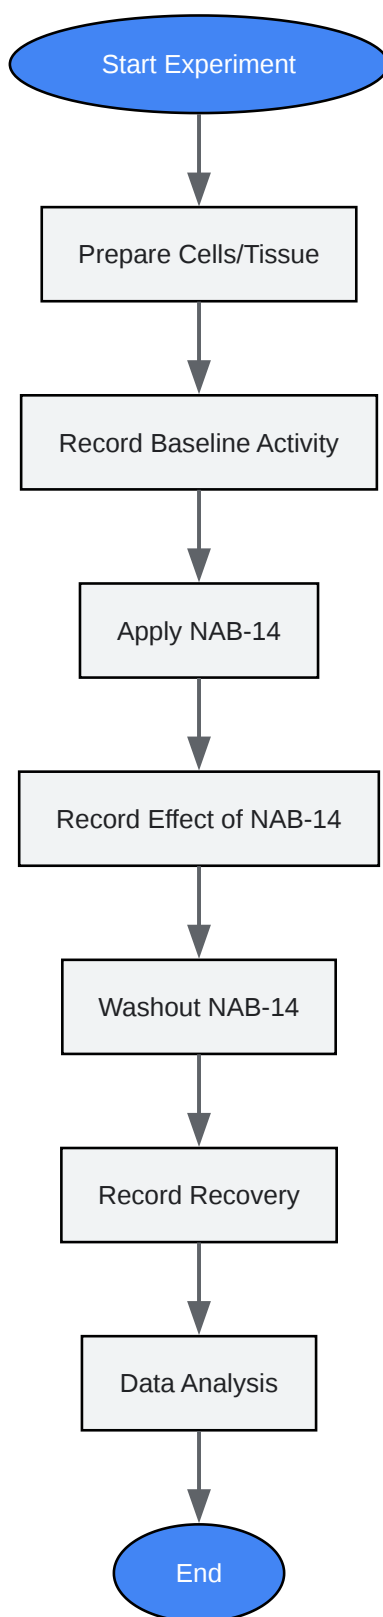 Start Experiment
Prepare Cells/Tissue
Record Baseline Activity
Apply NAB-14
Record Effect of NAB-14
Washout NAB-14
Record Recovery
Data Analysis
End